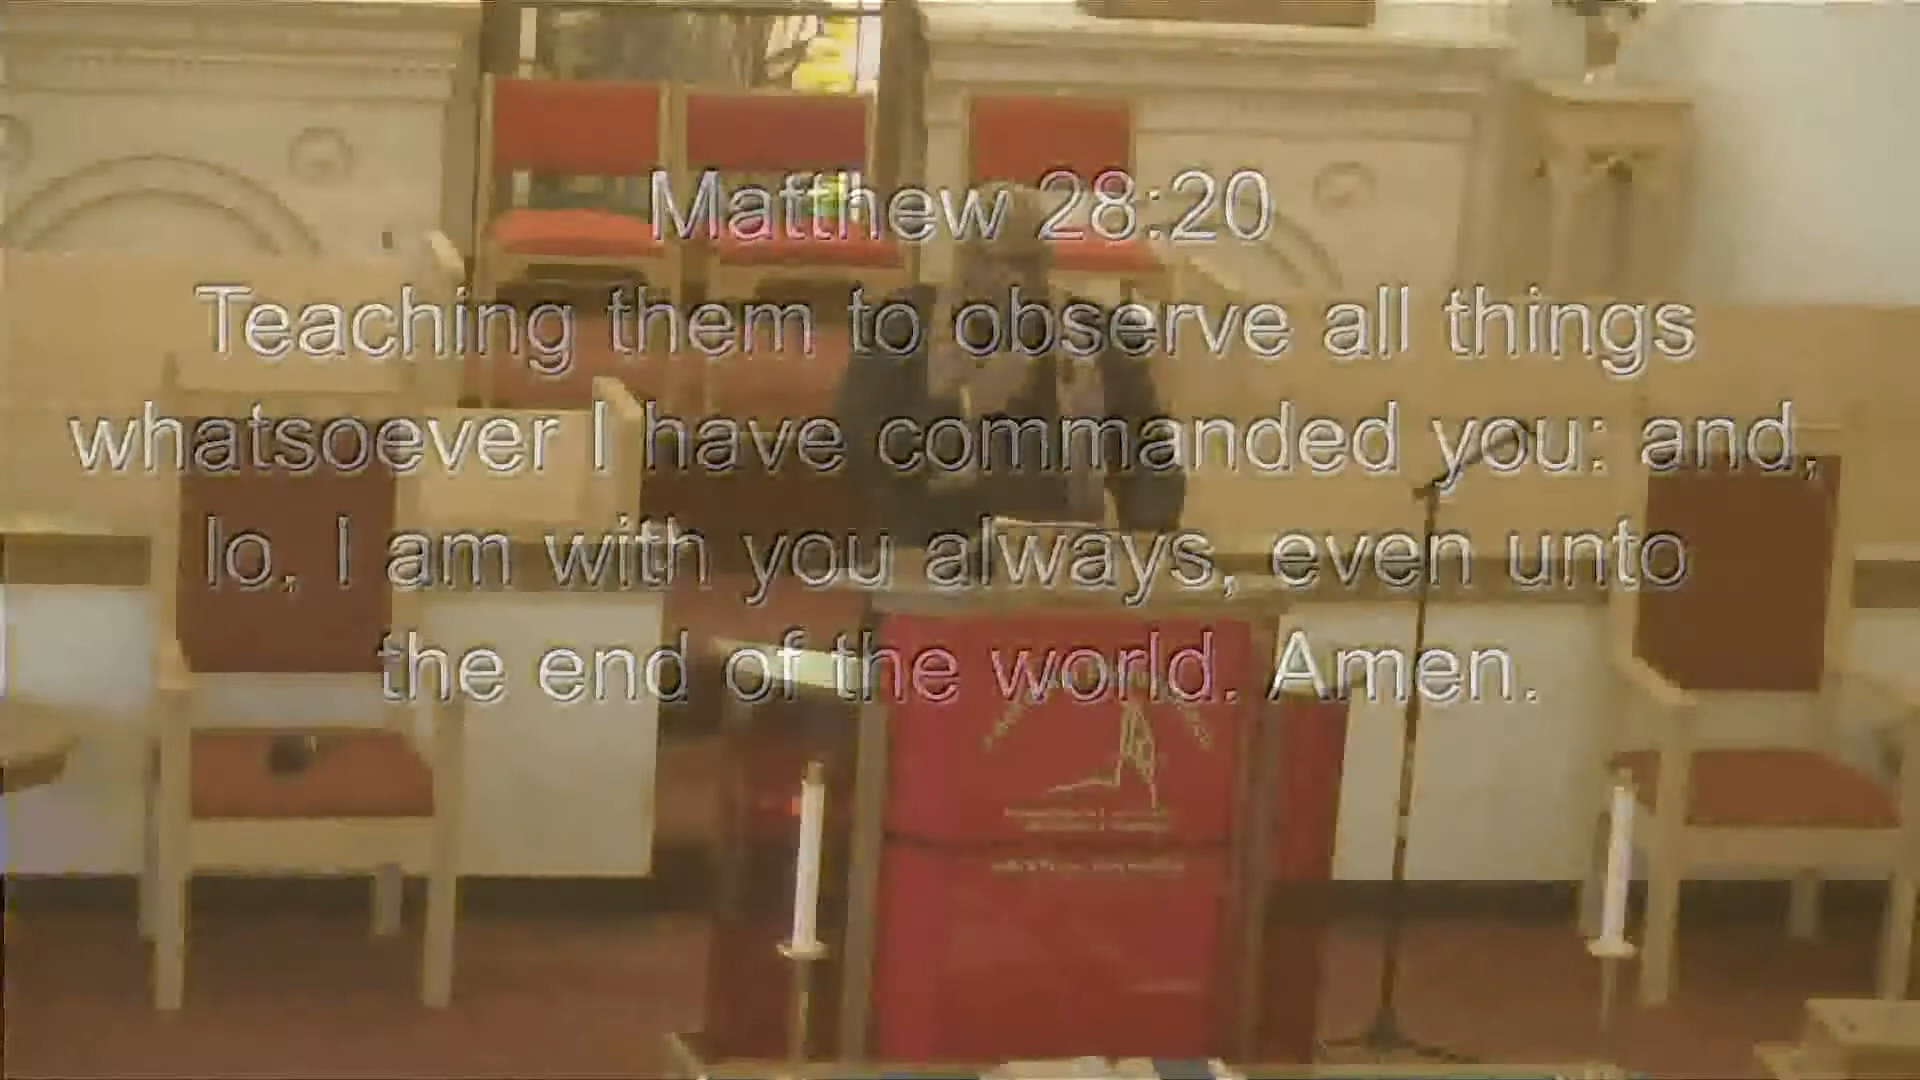 Matthew 28:20
Teaching them to observe all things
whatsoever I have commanded you: and,
lo, I am with you always, even unto
the end of the world. Amen.